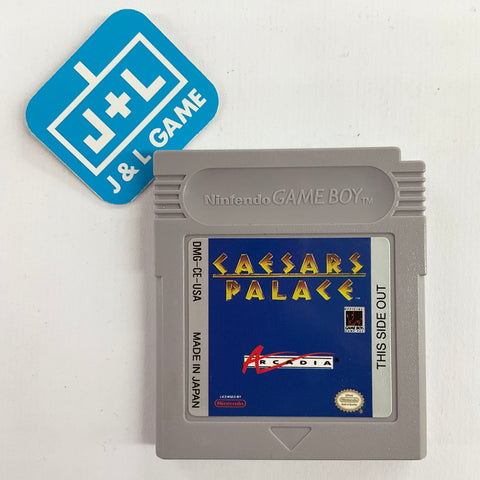 J+L
J & L GAME
Nintendo GAME BOY TM
DMG-CE-USA
MADE IN JAPAN
CAESARS
PALACE
THIS SIDE OUT
ARCADIA
LICENSED BY
Nintendo